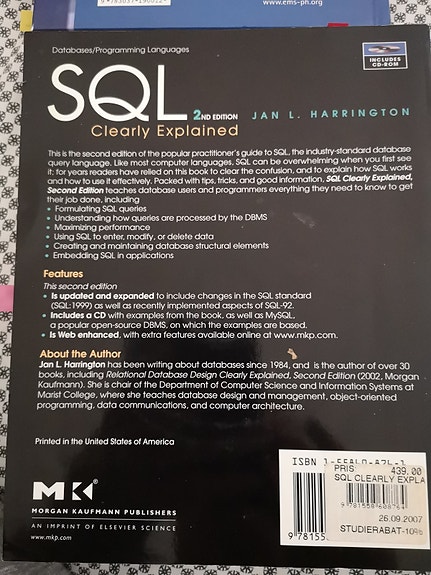 9 783037 190012
www.ems-ph.org
Databases/Programming Languages
INCLUDES
CD-ROM
SQL
2ND EDITION
JAN L. HARRINGTON
Clearly Explained
This is the second edition of the popular practitioner's guide to SQL, the industry-standard database
query language. Like most computer languages, SQL can be overwhelming when you first see
it; for years readers have relied on this book to clear the confusion, and to explain how SQL works
and how to use it effectively. Packed with tips, tricks, and good information, SQL Clearly Explained,
Second Edition teaches database users and programmers everything they need to know to get
their job done, including
• Formulating SQL queries
• Understanding how queries are processed by the DBMS
• Maximizing performance
• Using SQL to enter, modify, or delete data
• Creating and maintaining database structural elements
• Embedding SQL in applications
Features
This second edition
• Is updated and expanded to include changes in the SQL standard
(SQL:1999) as well as recently implemented aspects of SQL-92.
• Includes a CD with examples from the book, as well as MySQL,
a popular open-source DBMS, on which the examples are based.
• Is Web enhanced, with extra features available online at www.mkp.com.
About the Author
Jan L. Harrington has been writing about databases since 1984, and is the author of over 30
books, including Relational Database Design Clearly Explained, Second Edition (2002, Morgan
Kaufmann). She is chair of the Department of Computer Science and Information Systems at
Marist College, where she teaches database design and management, object-oriented
programming, data communications, and computer architecture.
Printed in the United States of America
MK
MORGAN KAUFMANN PUBLISHERS
AN IMPRINT OF ELSEVIER SCIENCE
www.mkp.com
ISBN
PRIS 439.00
SQL CLEARLY EXPLA
9 781558 608764
26.09.2007
STUDIERABAT-10%
9 78155